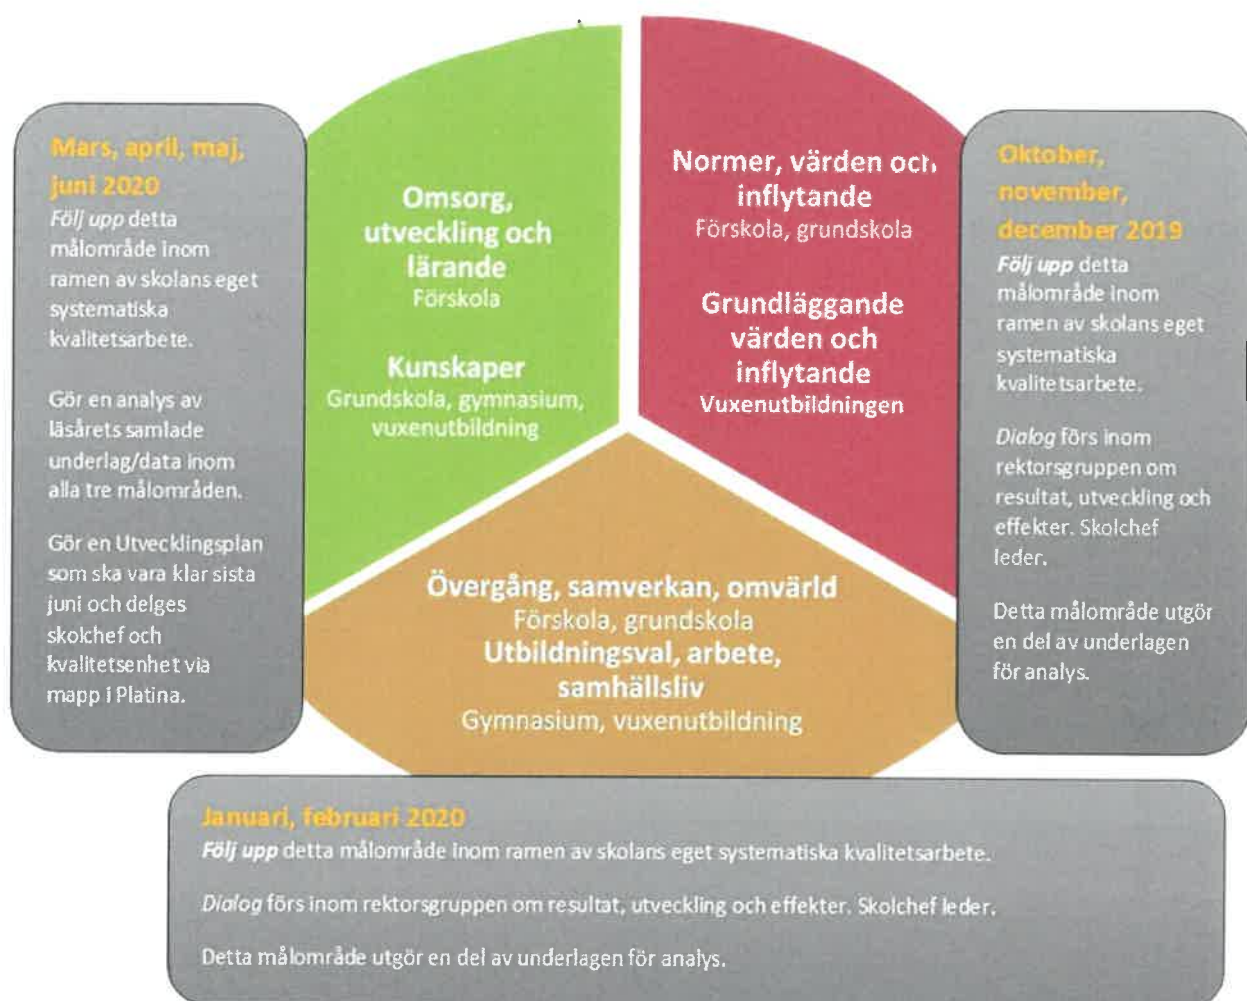 Mars, april, maj,
juni 2020
Följ upp detta
målområde inom
ramen av skolans eget
systematiska
kvalitetsarbete.
Gör en analys av
läsårets samlade
underlag/data inom
alla tre målområden.
Gör en Utvecklingsplan
som ska vara klar sista
juni och delges
skolchef och
kvalitetsenhet via
mapp i Platina.
Omsorg,
utveckling och
lärande
Förskola
Kunskaper
Grundskola, gymnasium,
vuxenutbildning
Normer, värden och
inflytande
Förskola, grundskola
Grundläggande
värden och
inflytande
Vuxenutbildningen
Oktober,
november,
december 2019
Följ upp detta
målområde inom
ramen av skolans eget
systematiska
kvalitetsarbete.
Dialog förs inom
rektorsgruppen om
resultat, utveckling och
effekter. Skolchef
leder.
Detta målområde utgör
en del av underlagen
för analys.
Övergång, samverkan, omvärld
Förskola, grundskola
Utbildningsval, arbete,
samhällsliv
Gymnasium, vuxenutbildning
Januari, februari 2020
Följ upp detta målområde inom ramen av skolans eget systematiska kvalitetsarbete.
Dialog förs inom rektorsgruppen om resultat, utveckling och effekter. Skolchef leder.
Detta målområde utgör en del av underlagen för analys.